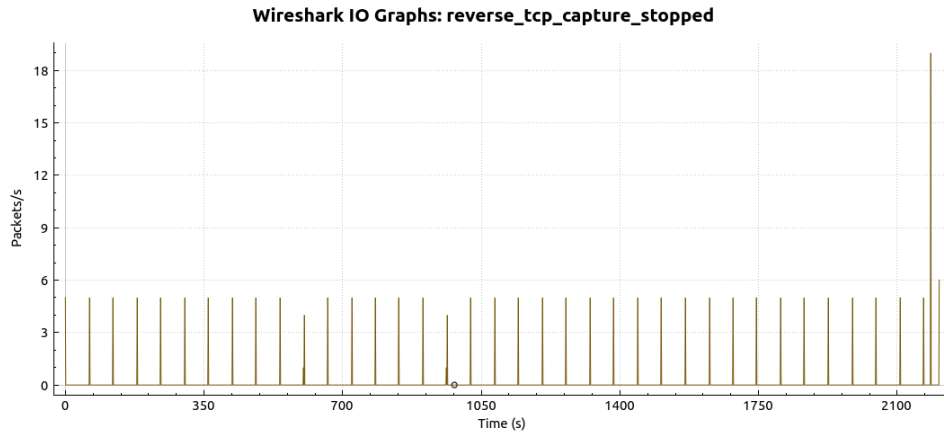 Wireshark IO Graphs: reverse_tcp_capture_stopped
18
15
12
9
6
3
0
Packets/s
0 350 700 1050 1400 1750 2100
Time (s)